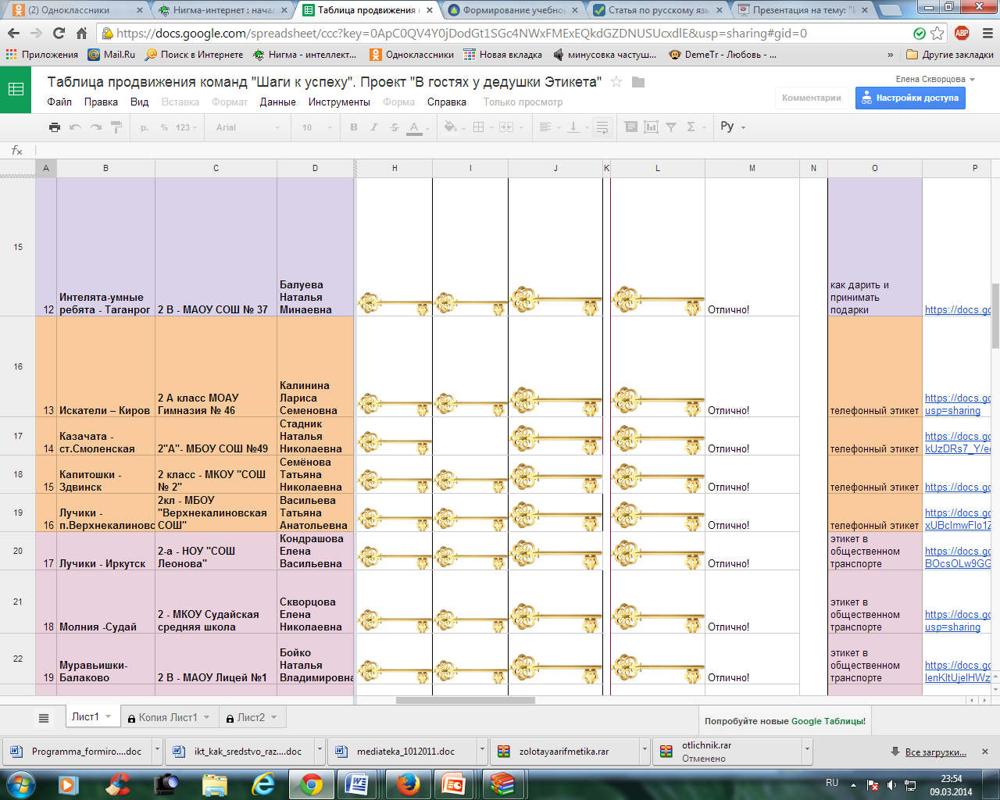 (2) Одноклассники
Нигма-интернет : нача
Таблица продвижения
Формирование учебно
Статья по русскому язы
Презентация на тему: "
https://docs.google.com/spreadsheet/ccc?key=0ApC0QV4Y0jDodGt1SGc4NWxFMExEQkdGZDNUSUcxdlE&usp=sharing#gid=0
ABP
Приложения
Mail.Ru
Поиск в Интернете
Нигма - интеллект...
Одноклассники
Новая вкладка
минусовка частуш...
DemeTr - Любовь - ...
»
Другие закладки
Таблица продвижения команд "Шаги к успеху". Проект "В гостях у дедушки Этикета"
Елена Скворцова
Файл Правка Вид Вставка Формат Данные Инструменты Форма Справка Только просмотр
Комментарии
Настройки доступа
р. % 123 Arial 10 B I S A Σ Ру
fx
A B C D H I J K L M N O P
15
12
Интелята-умные
ребята - Таганрог
2 В - МАОУ СОШ № 37
Балуева
Наталья
Минаевна
Отлично!
как дарить и
принимать
подарки
https://docs.go
16
13
Искатели – Киров
2 А класс МОАУ
Гимназия № 46
Калинина
Лариса
Семеновна
Отлично!
телефонный этикет
https://docs.go
usp=sharing
17
14
Казачата -
ст.Смоленская
2"А"- МБОУ СОШ №49
Стадник
Наталья
Николаевна
Отлично!
телефонный этикет
https://docs.go
kUzDRs7_Y/e
18
15
Капитошки -
Здвинск
2 класс - МКОУ "СОШ
№ 2"
Семёнова
Татьяна
Николаевна
Отлично!
телефонный этикет
https://docs.go
19
16
Лучики -
п.Верхнекалиново
2кл - МБОУ
"Верхнекалиновская
СОШ"
Васильева
Татьяна
Анатольевна
Отлично!
телефонный этикет
https://docs.go
xUBclmwFlo1Z
20
17
Лучики - Иркутск
2-а - НОУ "СОШ
Леонова"
Кондрашова
Елена
Васильевна
Отлично!
этикет в
общественном
транспорте
https://docs.go
BOcsOLw9GG
21
18
Молния -Судай
2 - МКОУ Судайская
средняя школа
Скворцова
Елена
Николаевна
Отлично!
этикет в
общественном
транспорте
https://docs.go
usp=sharing
22
19
Муравьишки-
Балаково
2 В - МАОУ Лицей №1
Бойко
Наталья
Владимировна
Отлично!
этикет в
общественном
транспорте
https://docs.go
lenKltUjelHWz
Лист1
Копия Лист1
Лист2
Попробуйте новые Google Таблицы!
Programma_formiro....doc
ikt_kak_sredstvo_raz....doc
mediateka_1012011.doc
zolotayaarifmetika.rar
otlichnik.rar
Отменено
Все загрузки...
RU
23:54
09.03.2014